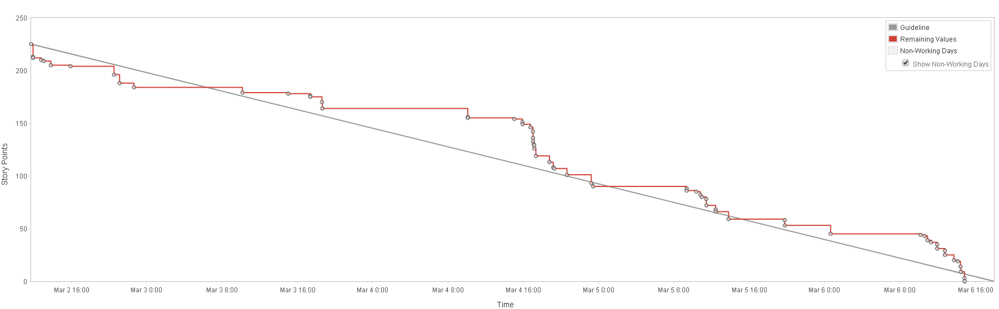 250
200
150
100
50
0
Story Points
Guideline
Remaining Values
Non-Working Days
Show Non-Working Days
Mar 2 16:00 Mar 3 0:00 Mar 3 8:00 Mar 3 16:00 Mar 4 0:00 Mar 4 8:00 Mar 4 16:00 Mar 5 0:00 Mar 5 8:00 Mar 5 16:00 Mar 6 0:00 Mar 6 8:00 Mar 6 16:00
Time